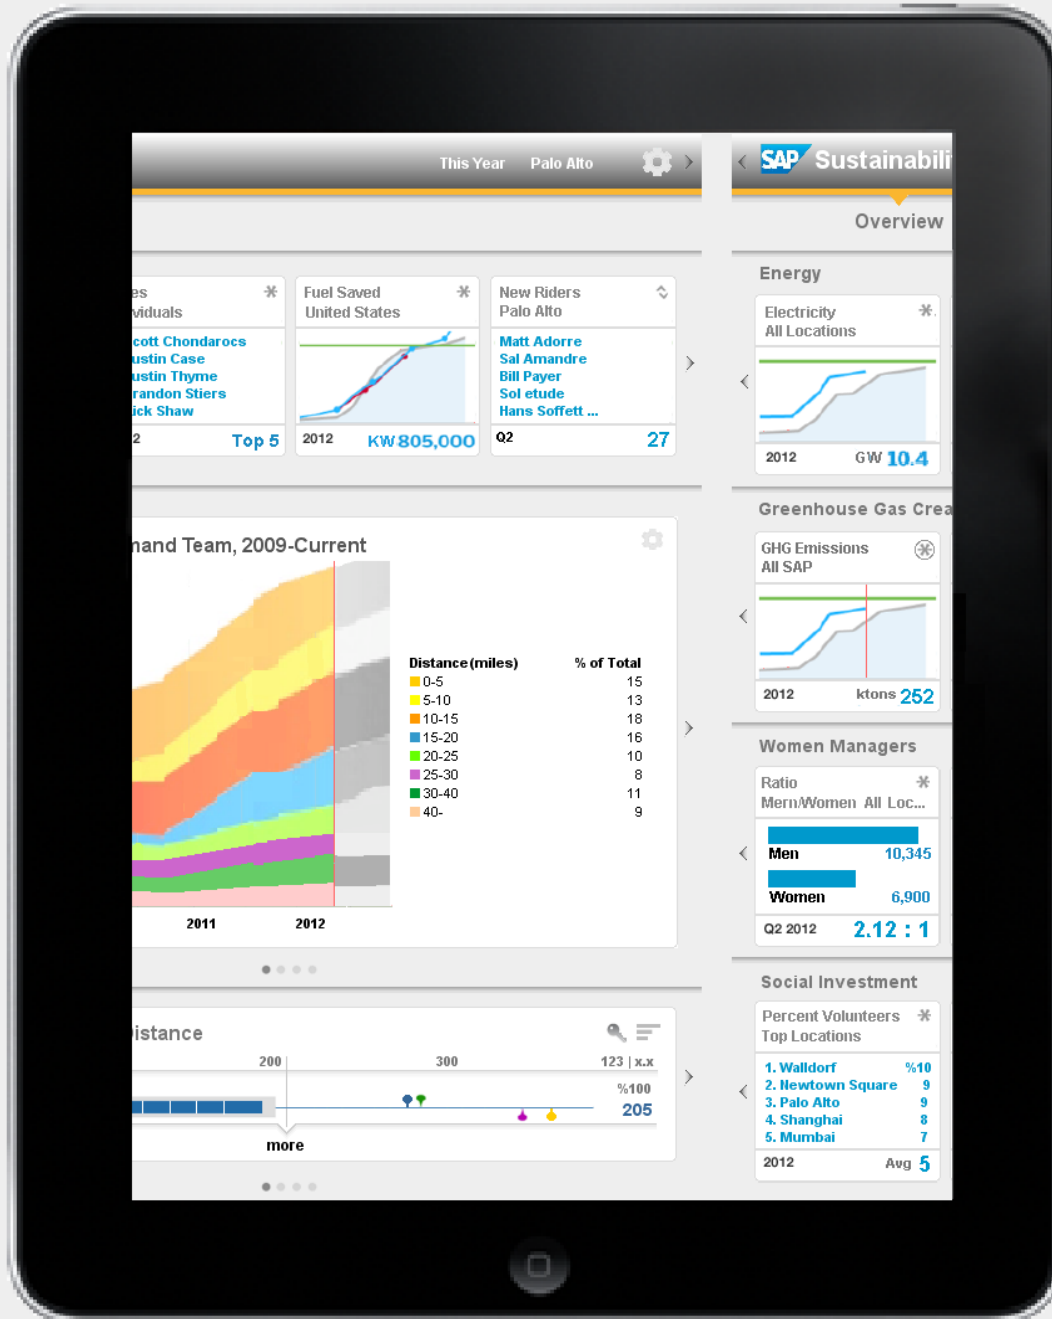 This Year Palo Alto
SAP Sustainabili
Overview
es
viduals
cott Chondarocs
ustin Case
ustin Thyme
randon Stiers
ick Shaw
2 Top 5
Fuel Saved
United States
2012 KW 805,000
New Riders
Palo Alto
Matt Adorre
Sal Amandre
Bill Payer
Sol etude
Hans Soffett ...
Q2 27
mand Team, 2009-Current
Distance (miles) % of Total
0-5 15
5-10 13
10-15 18
15-20 16
20-25 10
25-30 8
30-40 11
40- 9
2011 2012
istance
200 300 123 | x.x
%100
205
more
Energy
Electricity
All Locations
2012 GW 10.4
Greenhouse Gas Crea
GHG Emissions
All SAP
2012 ktons 252
Women Managers
Ratio
Mern/Women All Loc...
Men 10,345
Women 6,900
Q2 2012 2.12 : 1
Social Investment
Percent Volunteers
Top Locations
1. Walldorf %10
2. Newtown Square 9
3. Palo Alto 9
4. Shanghai 8
5. Mumbai 7
2012 Avg 5